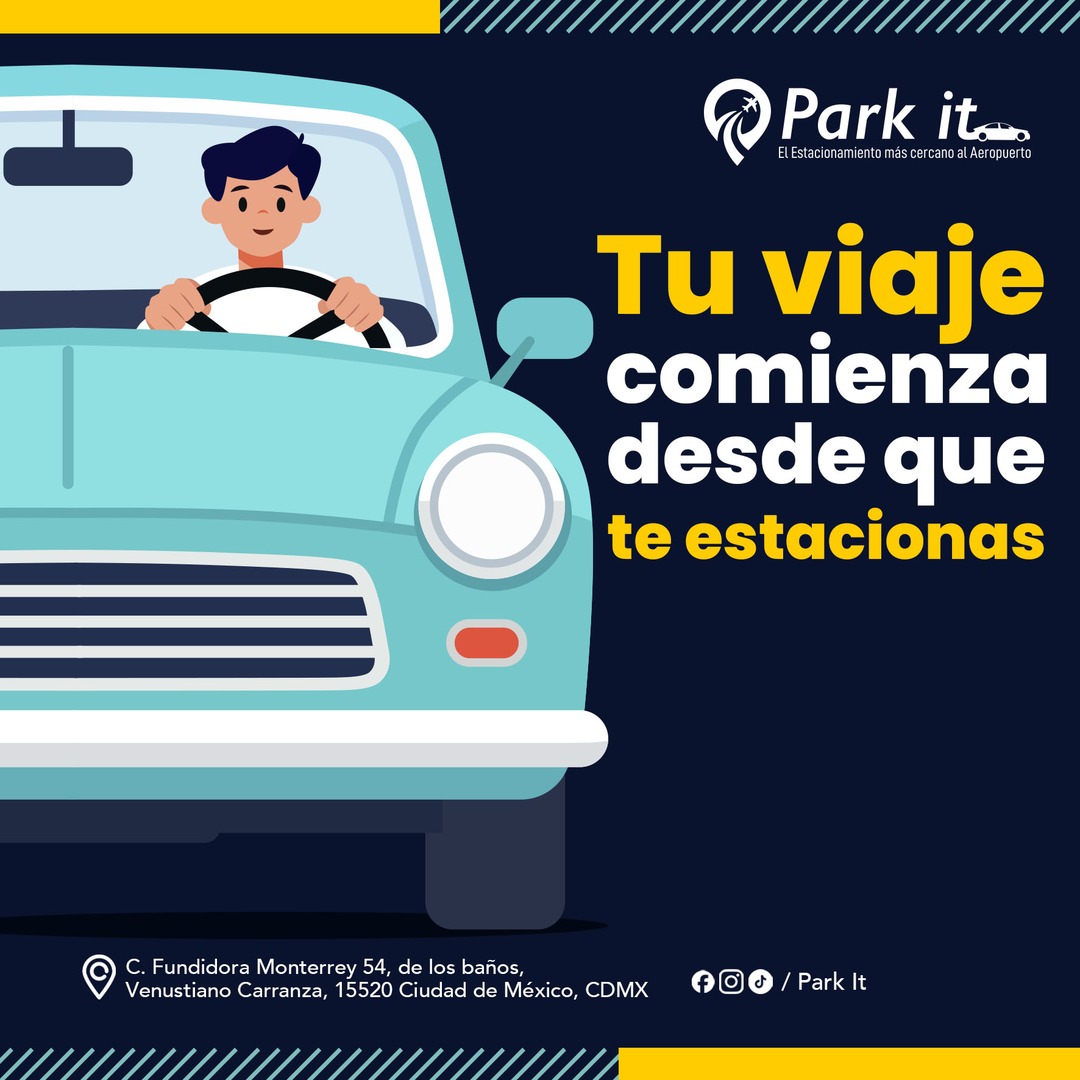 Park it
El Estacionamiento más cercano al Aeropuerto
Tu viaje
comienza
desde que
te estacionas
C. Fundidora Monterrey 54, de los baños,
Venustiano Carranza, 15520 Ciudad de México, CDMX
/ Park It